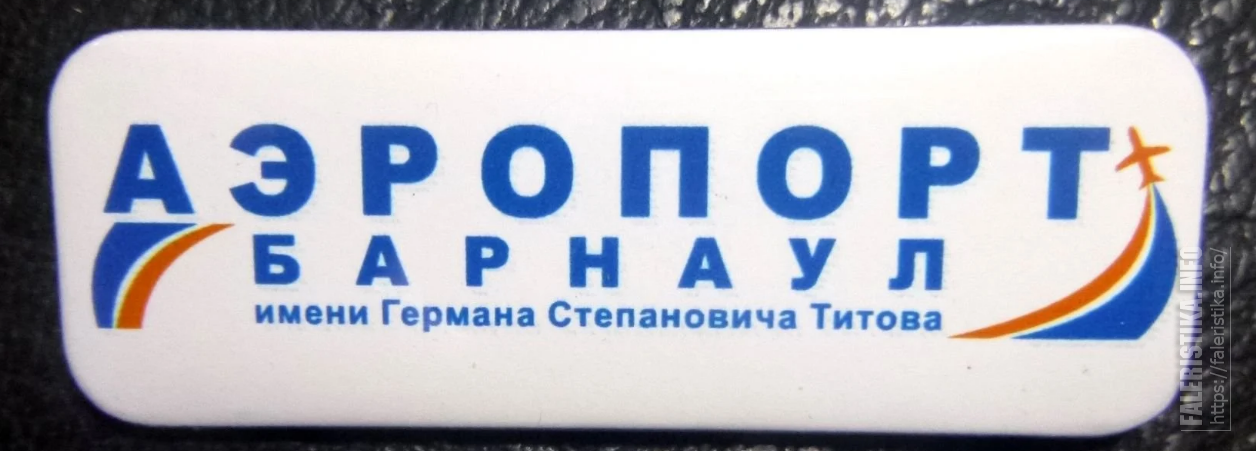 АЭРОПОРТ
БАРНАУЛ
имени Германа Степановича Титова
FALERISTIKA.INFO
https://faleristika.info/